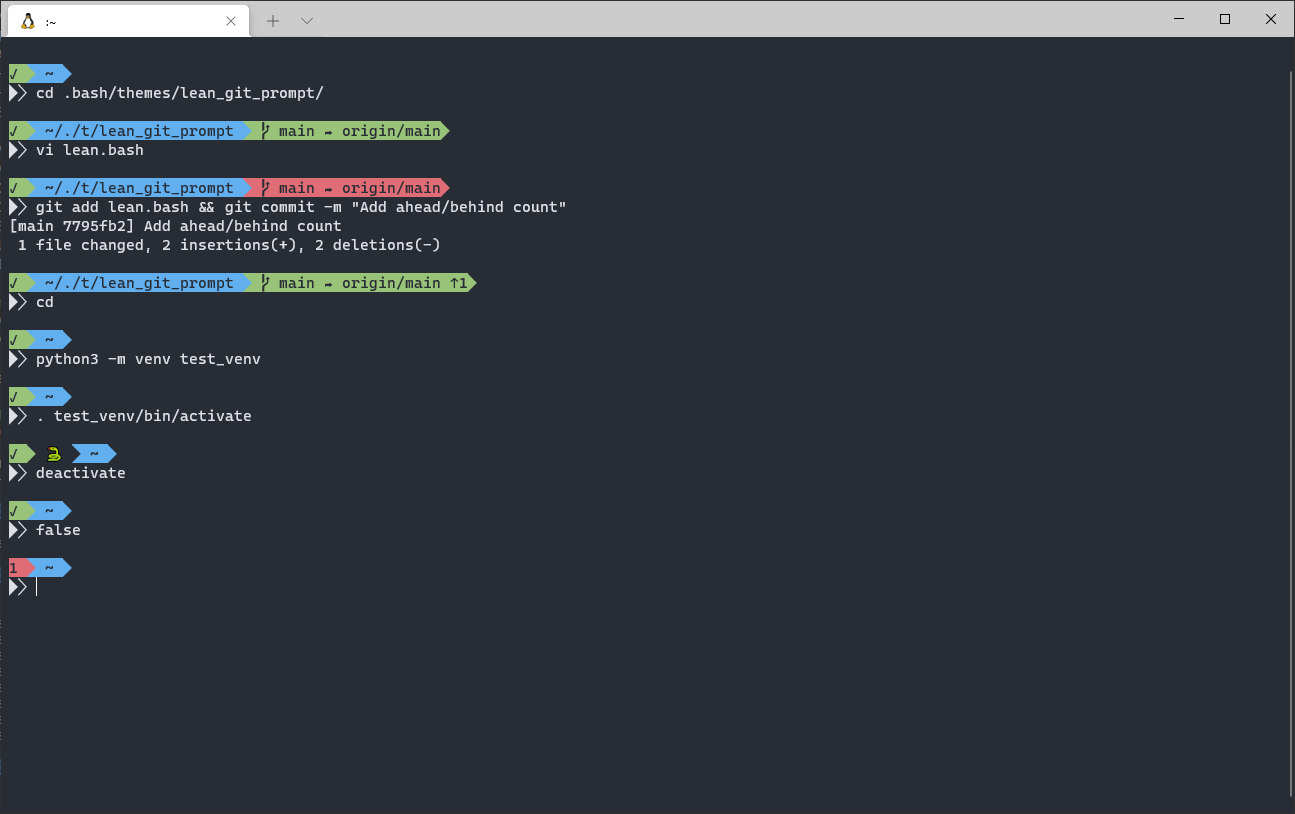 :~
✓ ~
cd .bash/themes/lean_git_prompt/
✓ ~/./t/lean_git_prompt main → origin/main
vi lean.bash
✓ ~/./t/lean_git_prompt main → origin/main
git add lean.bash && git commit -m "Add ahead/behind count"
[main 7795fb2] Add ahead/behind count
 1 file changed, 2 insertions(+), 2 deletions(-)
✓ ~/./t/lean_git_prompt main → origin/main ↑1
cd
✓ ~
python3 -m venv test_venv
✓ ~
. test_venv/bin/activate
✓ 🐍 ~
deactivate
✓ ~
false
1 ~